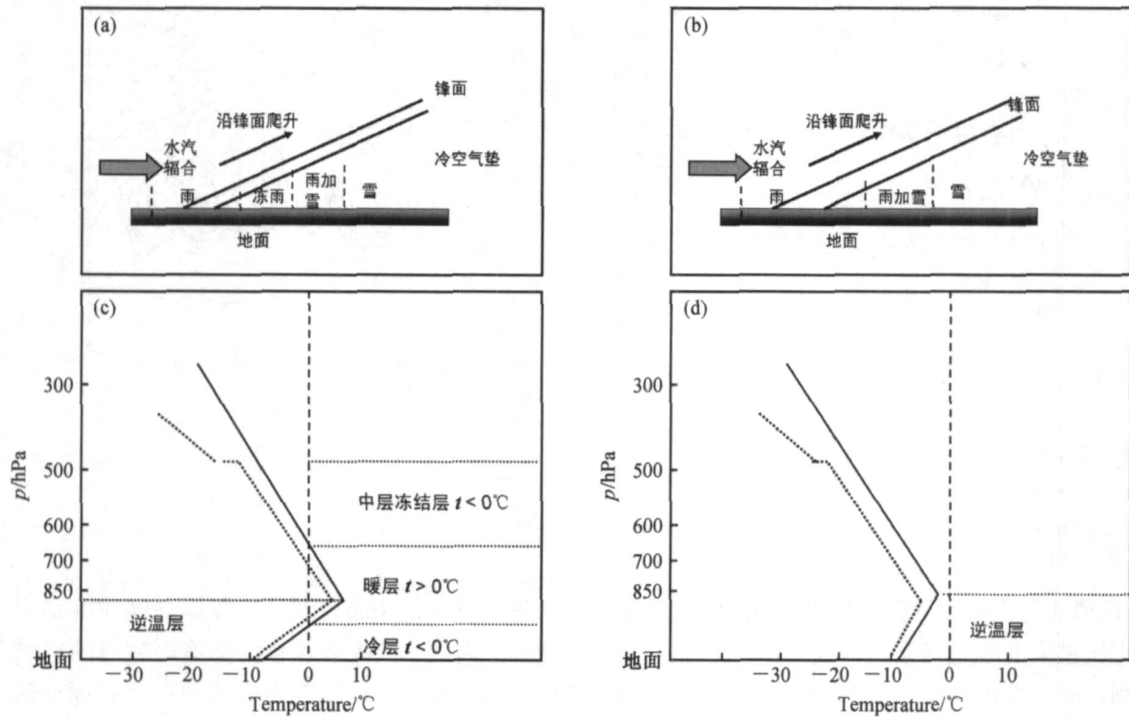 (a)
锋面
沿锋面爬升
水汽
辐合
冷空气垫
雨
冻雨
雨加
雪
雪
地面
(b)
锋面
沿锋面爬升
水汽
辐合
冷空气垫
雨
雨加雪
雪
地面
(c)
300
500
600
700
850
地面
p/hPa
中层冻结层 t < 0℃
暖层 t > 0℃
逆温层
冷层 t < 0℃
−30
−20
−10
0
10
Temperature/℃
(d)
300
500
600
700
850
地面
p/hPa
逆温层
−30
−20
−10
0
10
Temperature/℃